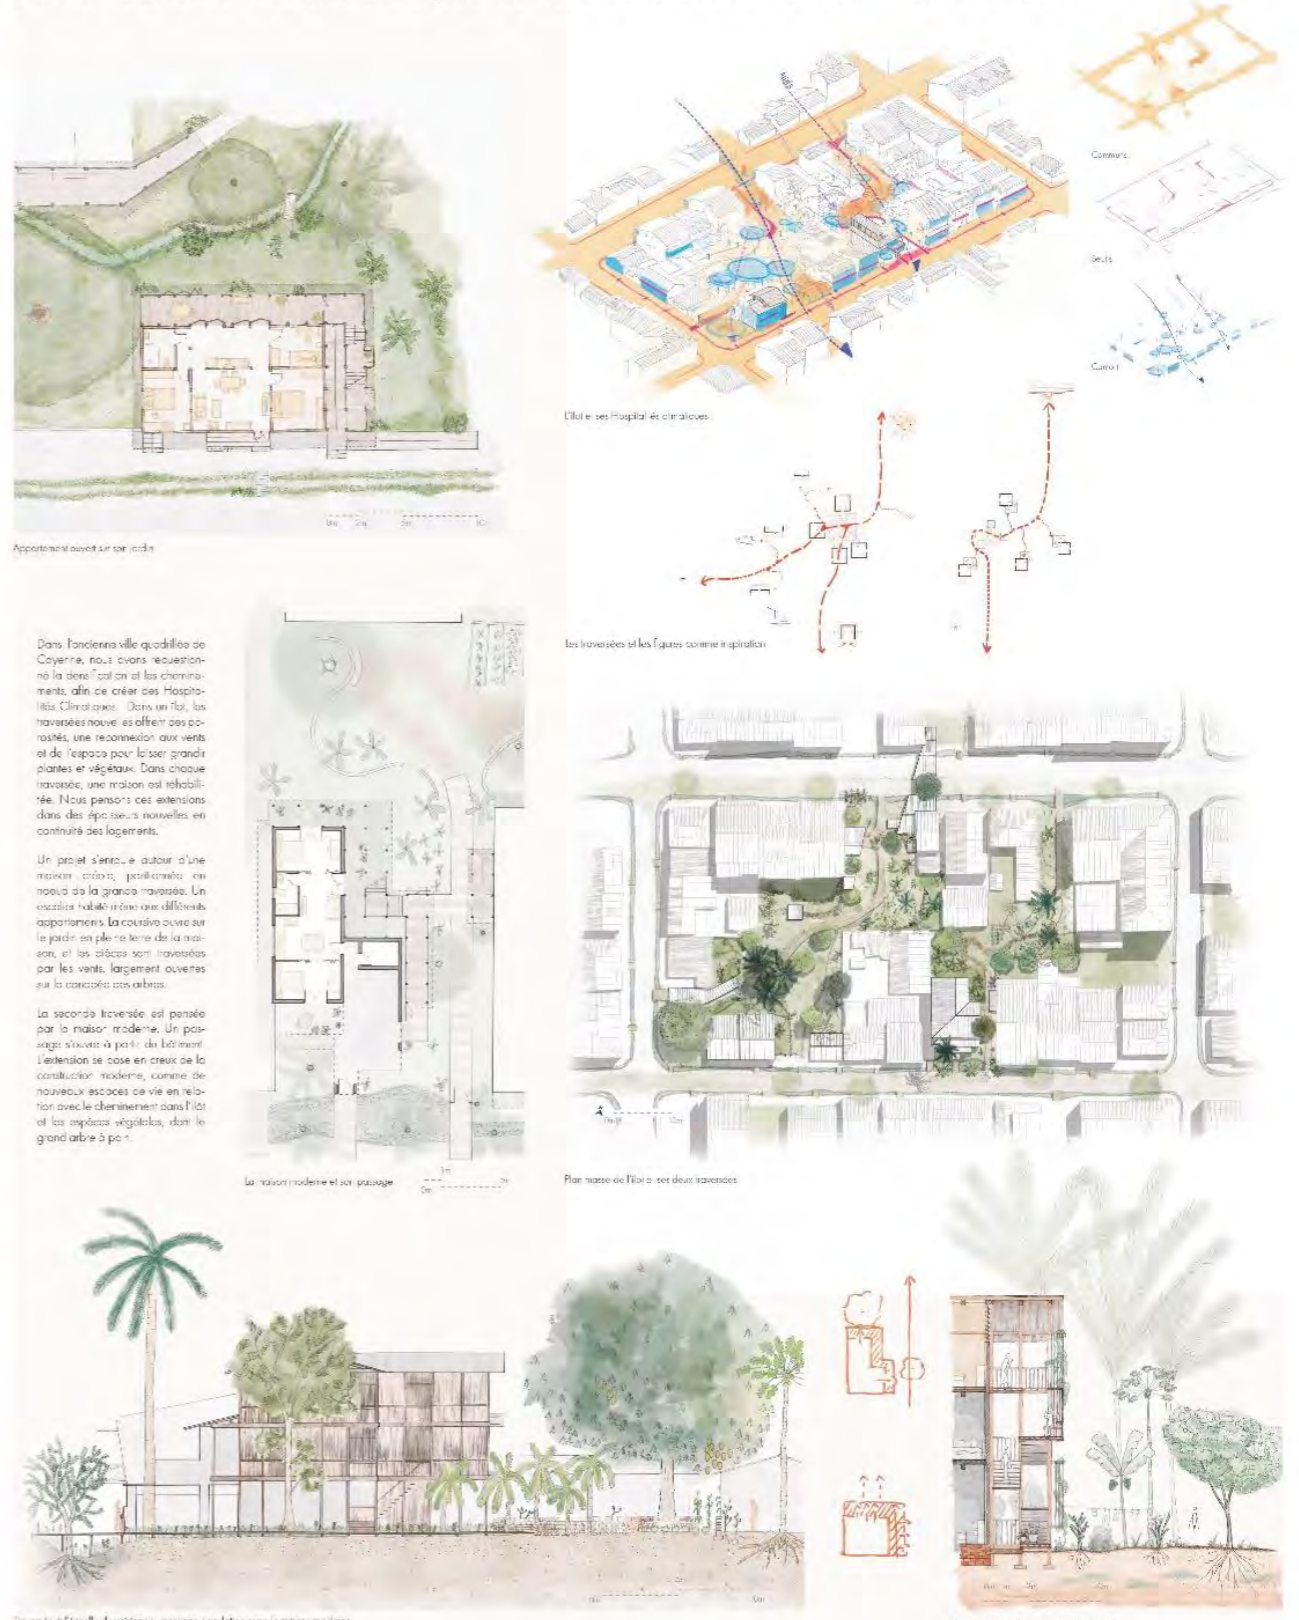 Communs
Seuils
Confort
L'îlot et ses Hospitalités climatiques
0m 2m 5m 10m
Appartement ouvert sur son jardin
Les traversées et les figures comme inspiration
Dans l'ancienne ville quadrillée de
Cayenne, nous avons requestion-
né la densification et les chemine-
ments, afin de créer des Hospita-
lités Climatiques. Dans un îlot, les
traversées nouvelles offrent des po-
rosités, une reconnexion aux vents
et de l'espace pour laisser grandir
plantes et végétaux. Dans chaque
traversée, une maison est réhabili-
tée. Nous pensons ces extensions
dans des épaisseurs nouvelles en
continuité des logements.
Un projet s'enroule autour d'une
maison créole, positionnée en
noeud de la grande traversée. Un
escalier habité mène aux différents
appartements. La coursive ouvre sur
le jardin en pleine terre de la mai-
son, et les pièces sont traversées
par les vents, largement ouvertes
sur la canopée des arbres.
La seconde traversée est pensée
par la maison moderne. Un pas-
sage s'ouvre à partir du bâtiment.
L'extension se pose en creux de la
construction moderne, comme de
nouveaux espaces de vie en rela-
tion avec le cheminement dans l'îlot
et les espèces végétales, dont le
grand arbre à pain.
La maison moderne et son passage
0m 1m 5m
Plan masse de l'îlot et ses deux traversées